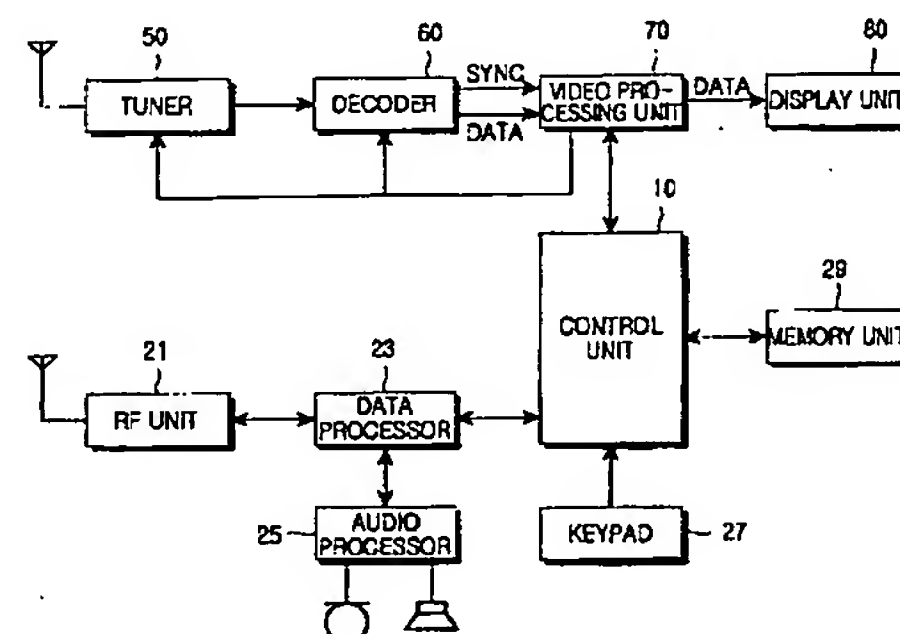 50
60
70
80
TUNER
DECODER
SYNC
DATA
VIDEO PRO-
CESSING UNIT
DATA
DISPLAY UNIT
10
CONTROL
UNIT
29
MEMORY UNIT
21
RF UNIT
23
DATA
PROCESSOR
25
AUDIO
PROCESSOR
KEYPAD
27